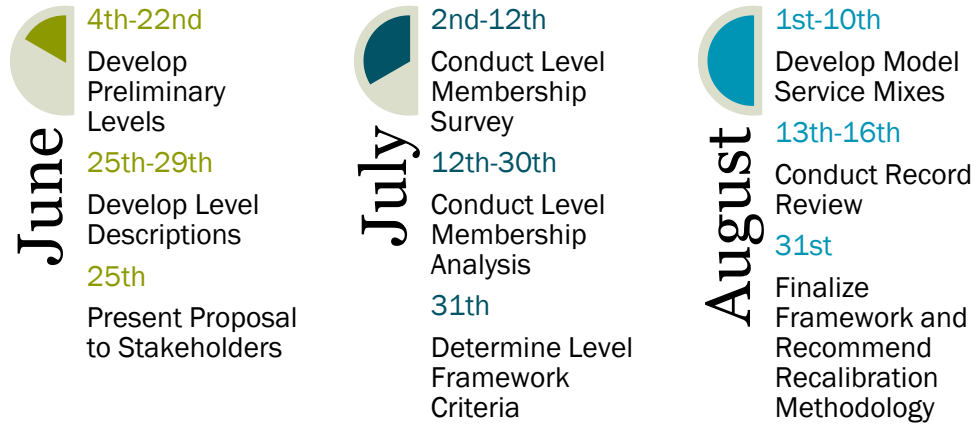 June
4th-22nd
Develop
Preliminary
Levels
25th-29th
Develop Level
Descriptions
25th
Present Proposal
to Stakeholders
July
2nd-12th
Conduct Level
Membership
Survey
12th-30th
Conduct Level
Membership
Analysis
31th
Determine Level
Framework
Criteria
August
1st-10th
Develop Model
Service Mixes
13th-16th
Conduct Record
Review
31st
Finalize
Framework and
Recommend
Recalibration
Methodology